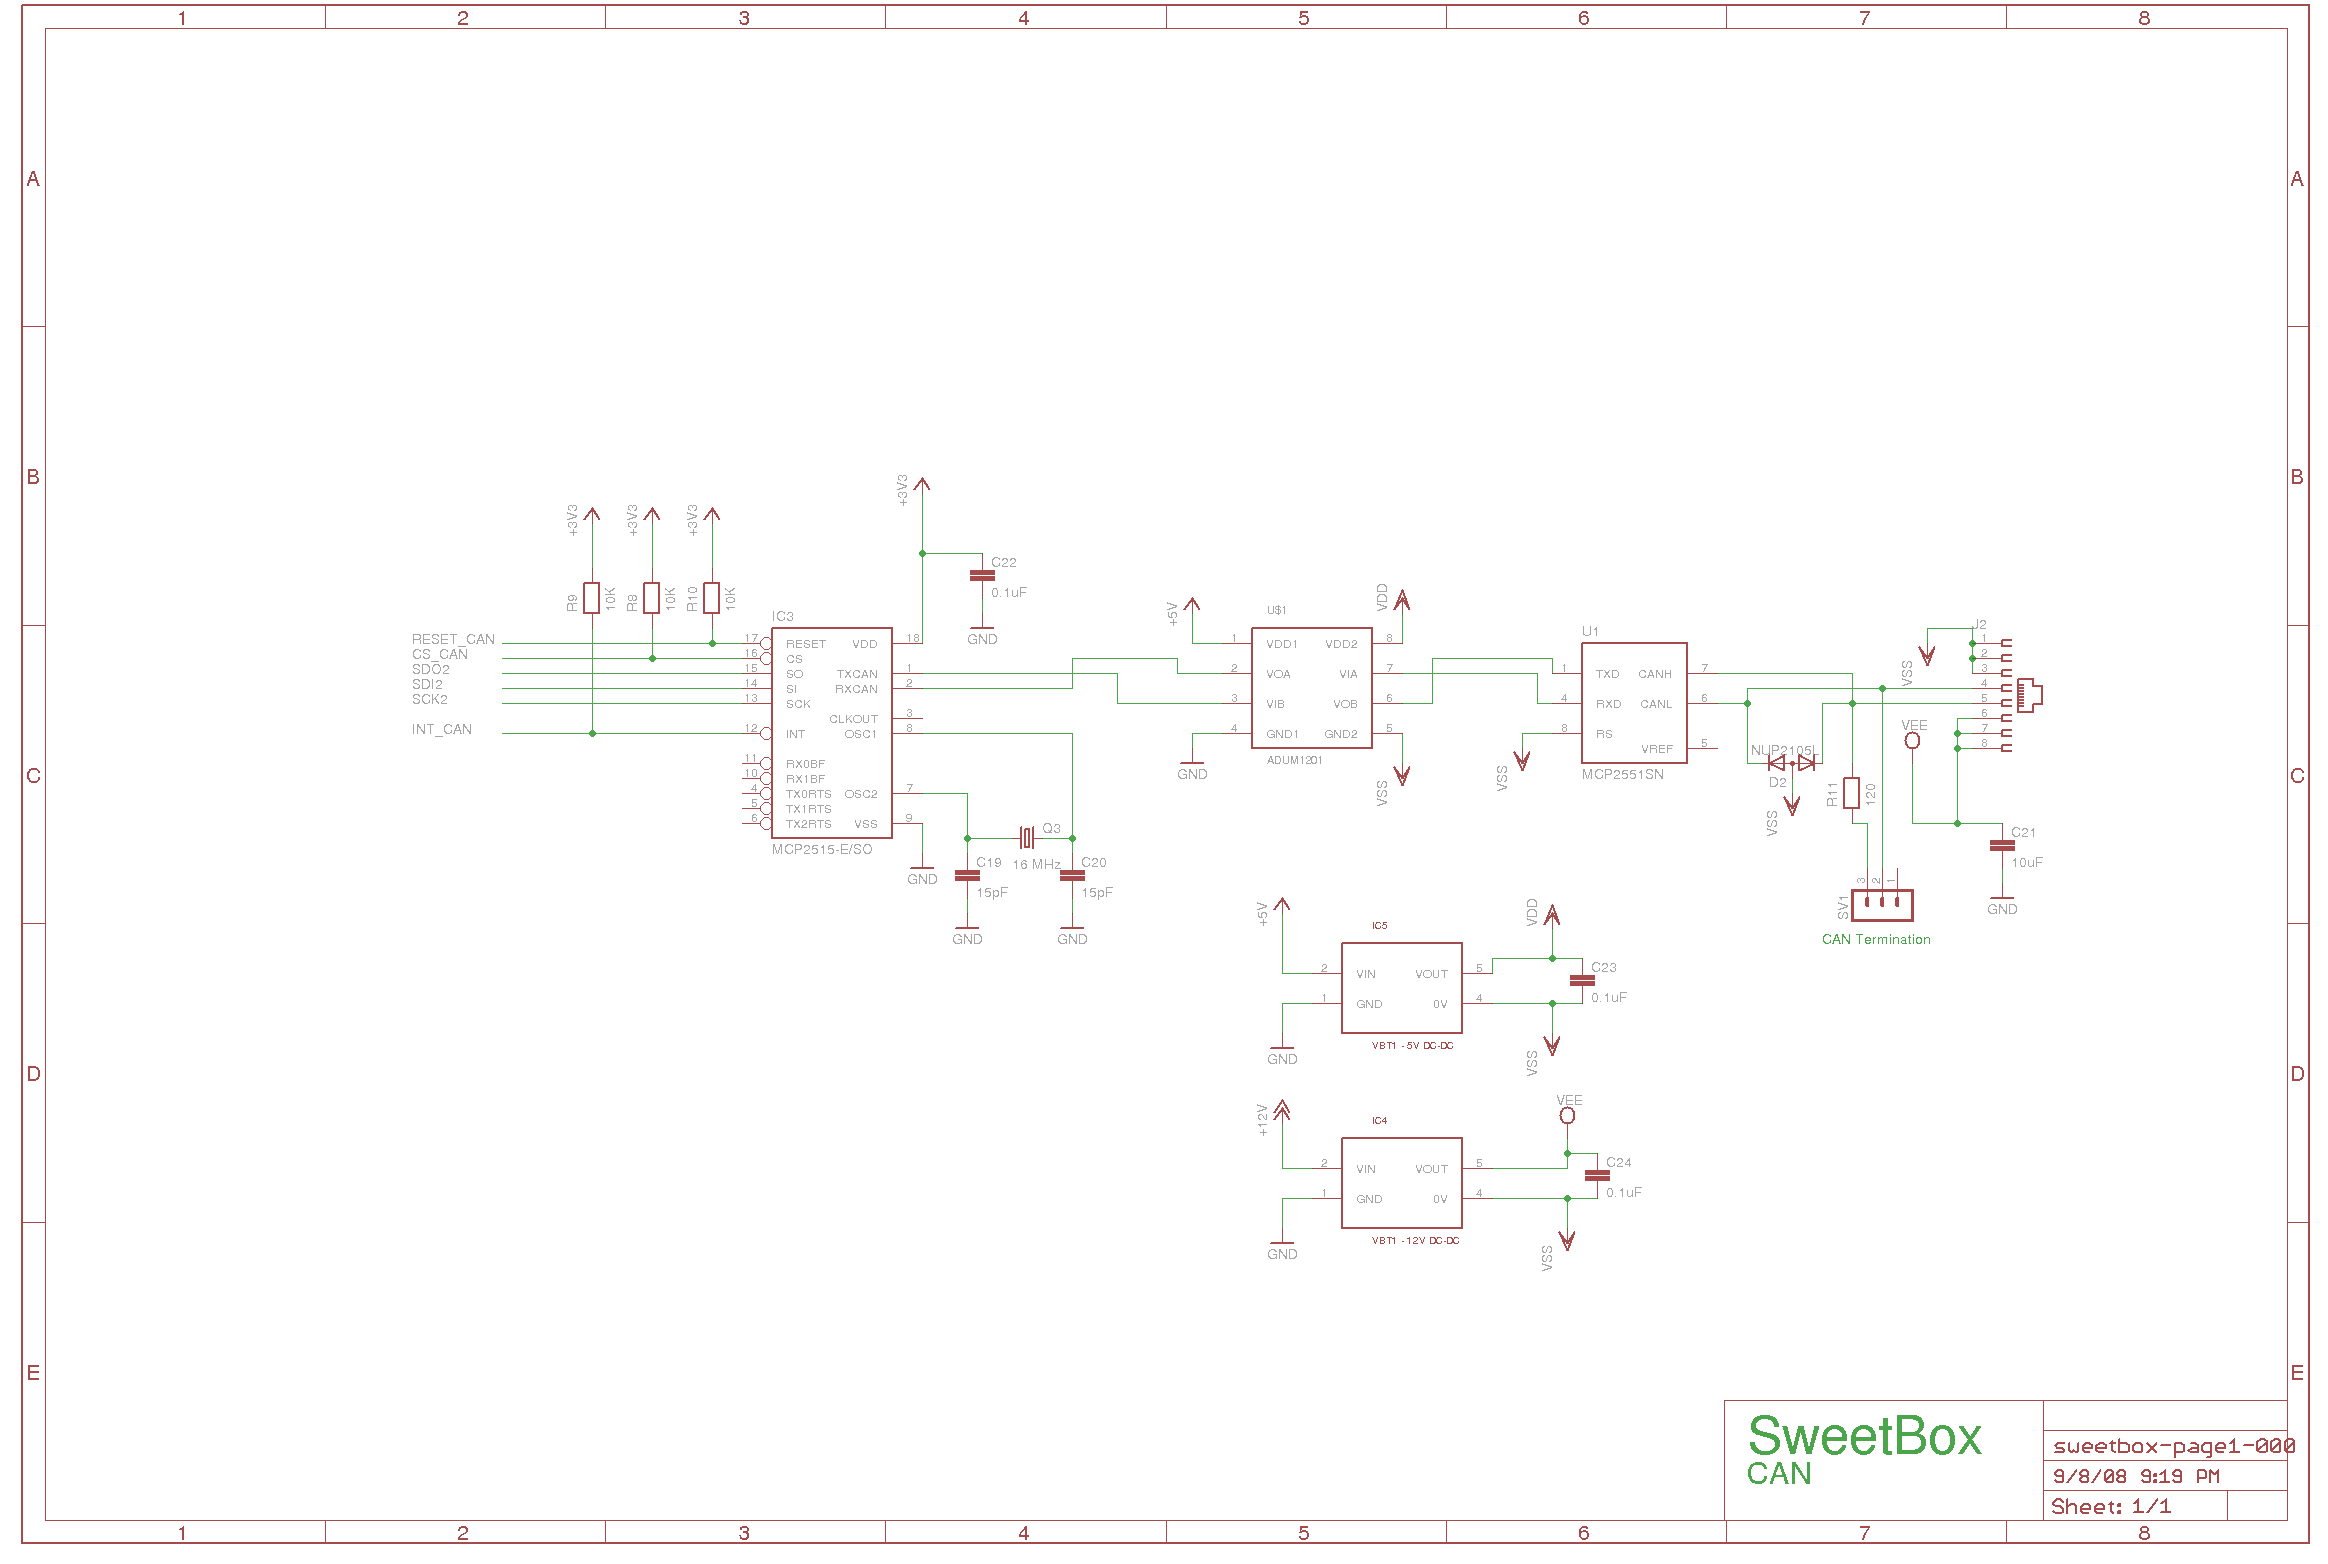 1 2 3 4 5 6 7 8
A A
B B
C C
D D
E E
+3V3
+3V3
+3V3
+3V3
R9 10K
R8 10K
R10 10K
C22
0.1uF
GND
RESET_CAN
CS_CAN
SDO2
SDI2
SCK2
INT_CAN
IC3
17 RESET VDD 18
16 CS
15 SO TXCAN 1
14 SI RXCAN 2
13 SCK
CLKOUT 3
12 INT OSC1 8
11 RX0BF
10 RX1BF
4 TX0RTS OSC2 7
5 TX1RTS
6 TX2RTS VSS 9
MCP2515-E/SO
GND
Q3
16 MHz
C19
15pF
GND
C20
15pF
GND
+5V
VDD
U$1
1 VDD1 VDD2 8
2 VOA VIA 7
3 VIB VOB 6
4 GND1 GND2 5
ADUM1201
GND
VSS
U1
1 TXD CANH 7
4 RXD CANL 6
8 RS
VREF 5
MCP2551SN
VSS
NUP2105L
D2
VSS
R11 120
J2
1
2
3
4
5
6
7
8
VSS
VEE
C21
10uF
GND
3 2 1
SV1
CAN Termination
+5V
VDD
IC5
2 VIN VOUT 5
1 GND 0V 4
VBT1 -5V DC-DC
C23
0.1uF
GND
VSS
+12V
VEE
IC4
2 VIN VOUT 5
1 GND 0V 4
VBT1 -12V DC-DC
C24
0.1uF
GND
VSS
SweetBox
CAN
sweetbox-page1-000
9/8/08 9:19 PM
Sheet: 1/1
1 2 3 4 5 6 7 8